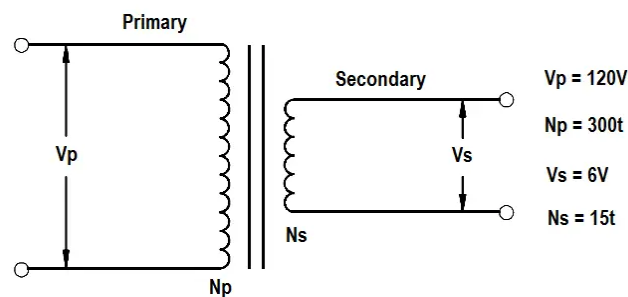 Primary
Secondary
Vp
Vs
Np
Ns
Vp = 120V
Np = 300t
Vs = 6V
Ns = 15t